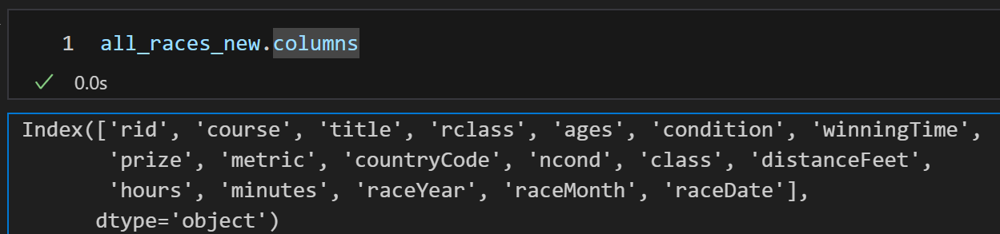 1 all_races_new.columns
0.0s
Index(['rid', 'course', 'title', 'rclass', 'ages', 'condition', 'winningTime',
'prize', 'metric', 'countryCode', 'ncond', 'class', 'distanceFeet',
'hours', 'minutes', 'raceYear', 'raceMonth', 'raceDate'],
dtype='object')